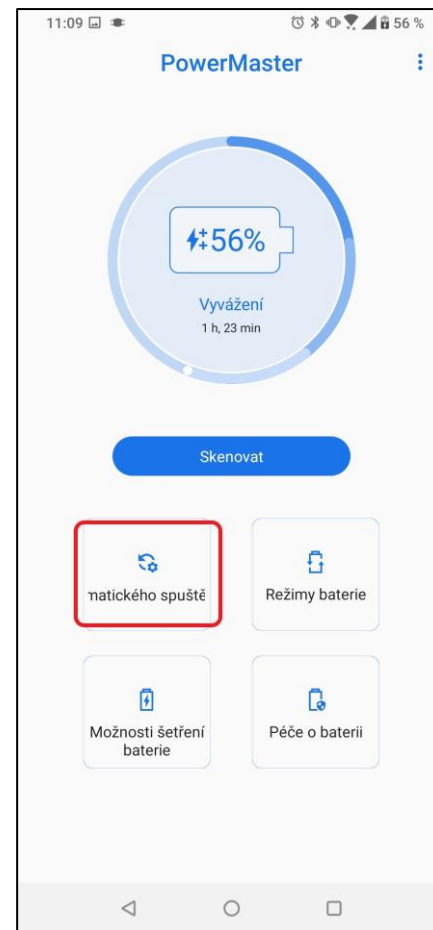 11:09 56 %
PowerMaster
56%
Vyvážení
1 h, 23 min
Skenovat
matického spuště
Režimy baterie
Možnosti šetření
baterie
Péče o baterii